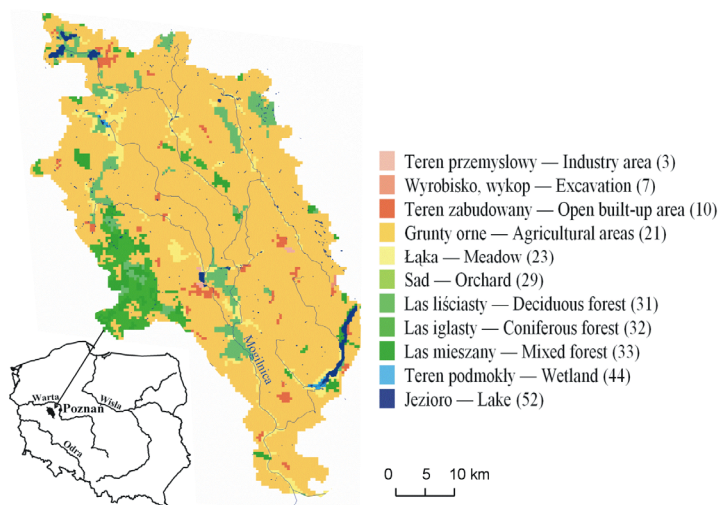 Teren przemysłowy — Industry area (3)
Wyrobisko, wykop — Excavation (7)
Teren zabudowany — Open built-up area (10)
Grunty orne — Agricultural areas (21)
Łąka — Meadow (23)
Sad — Orchard (29)
Las liściasty — Deciduous forest (31)
Las iglasty — Coniferous forest (32)
Las mieszany — Mixed forest (33)
Teren podmokły — Wetland (44)
Jezioro — Lake (52)
Mogilnica
Warta
Poznań
Wisła
Odra
0 5 10 km